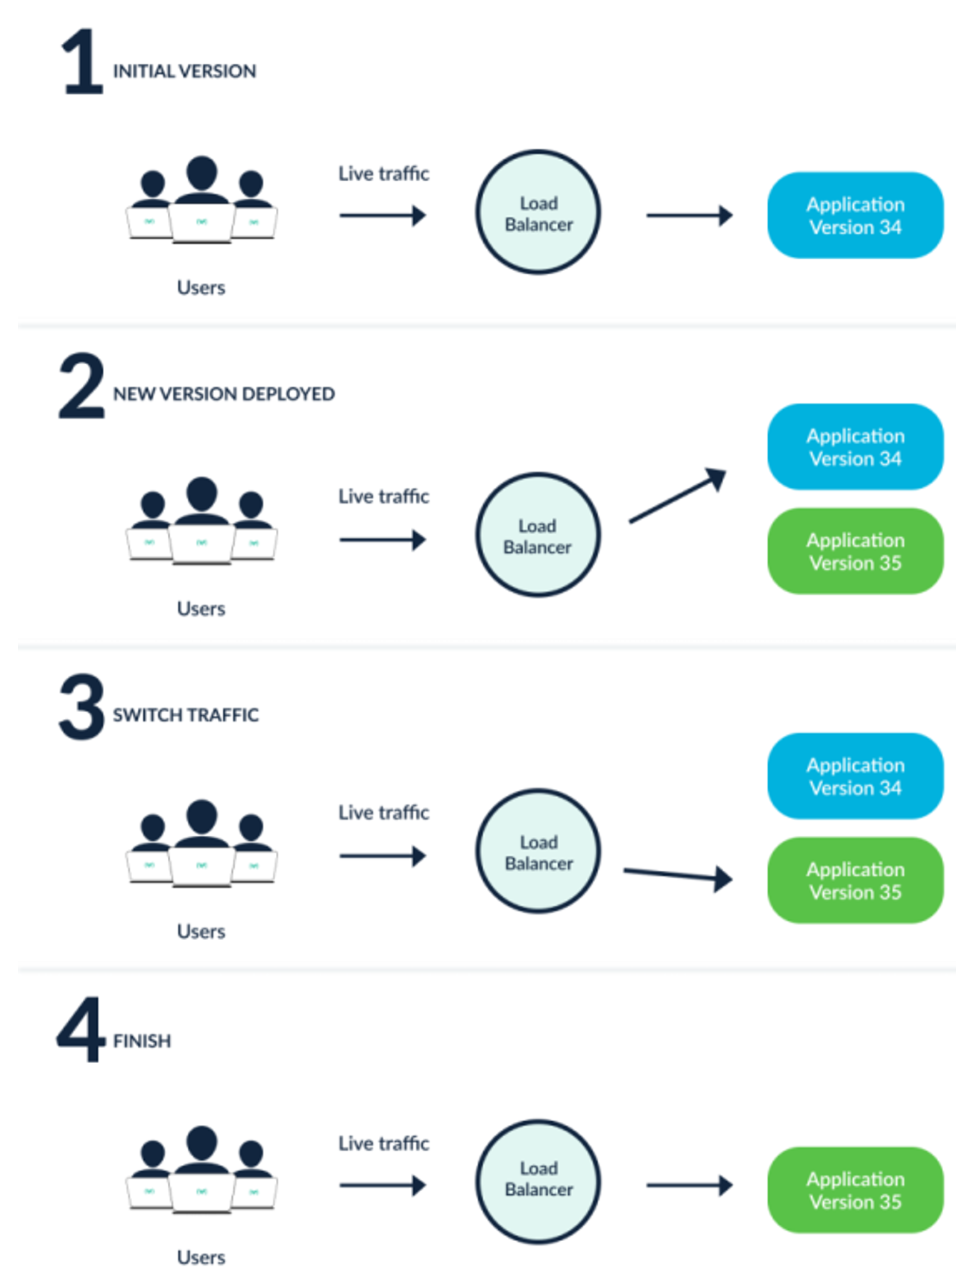 1 INITIAL VERSION
Live traffic
Load
Balancer
Application
Version 34
Users
2 NEW VERSION DEPLOYED
Live traffic
Load
Balancer
Application
Version 34
Application
Version 35
Users
3 SWITCH TRAFFIC
Live traffic
Load
Balancer
Application
Version 34
Application
Version 35
Users
4 FINISH
Live traffic
Load
Balancer
Application
Version 35
Users